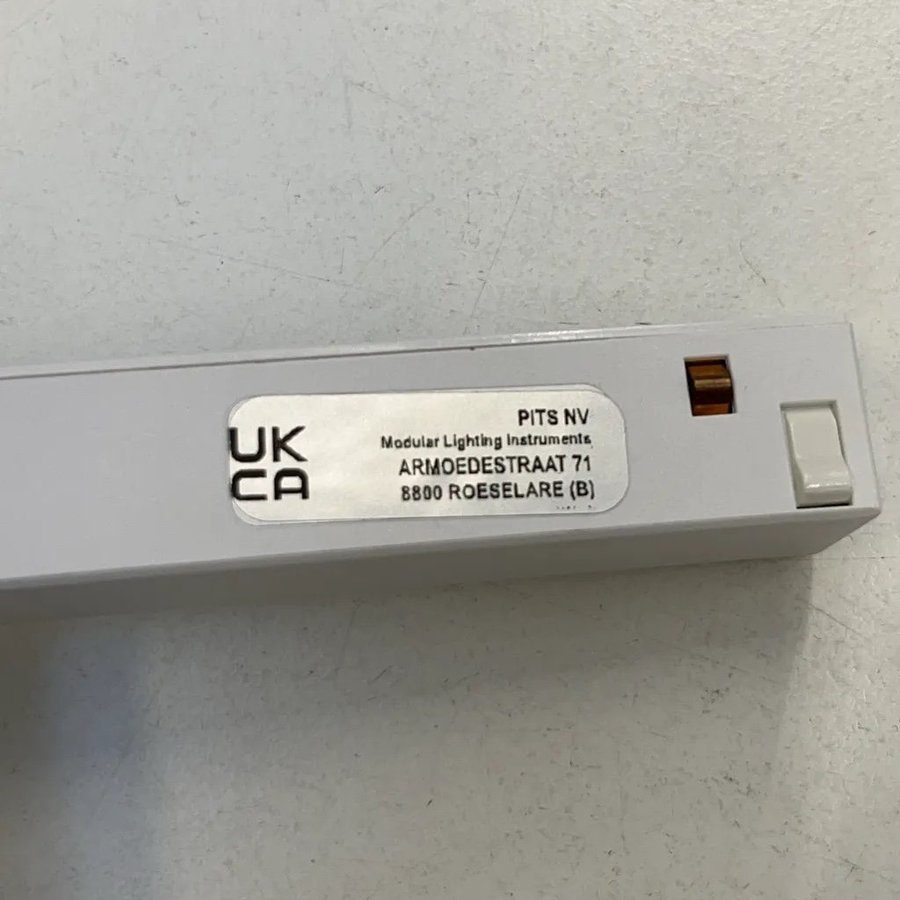 UK
CA
PITS NV
Modular Lighting Instruments
ARMOEDESTRAAT 71
8800 ROESELARE (B)